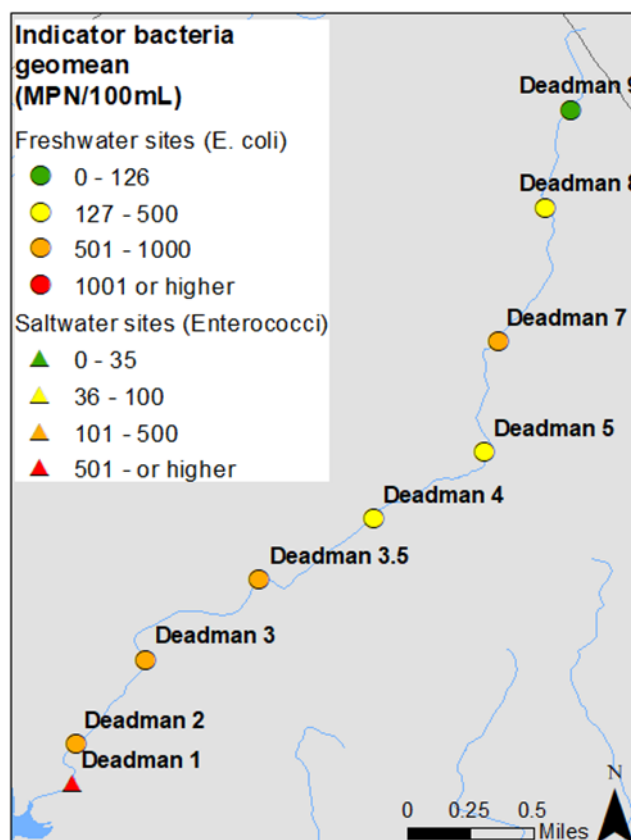 Indicator bacteria
geomean
(MPN/100mL)
Freshwater sites (E. coli)
0 - 126
127 - 500
501 - 1000
1001 or higher
Saltwater sites (Enterococci)
0 - 35
36 - 100
101 - 500
501 - or higher
Deadman 9
Deadman 8
Deadman 7
Deadman 5
Deadman 4
Deadman 3.5
Deadman 3
Deadman 2
Deadman 1
N
0 0.25 0.5
Miles